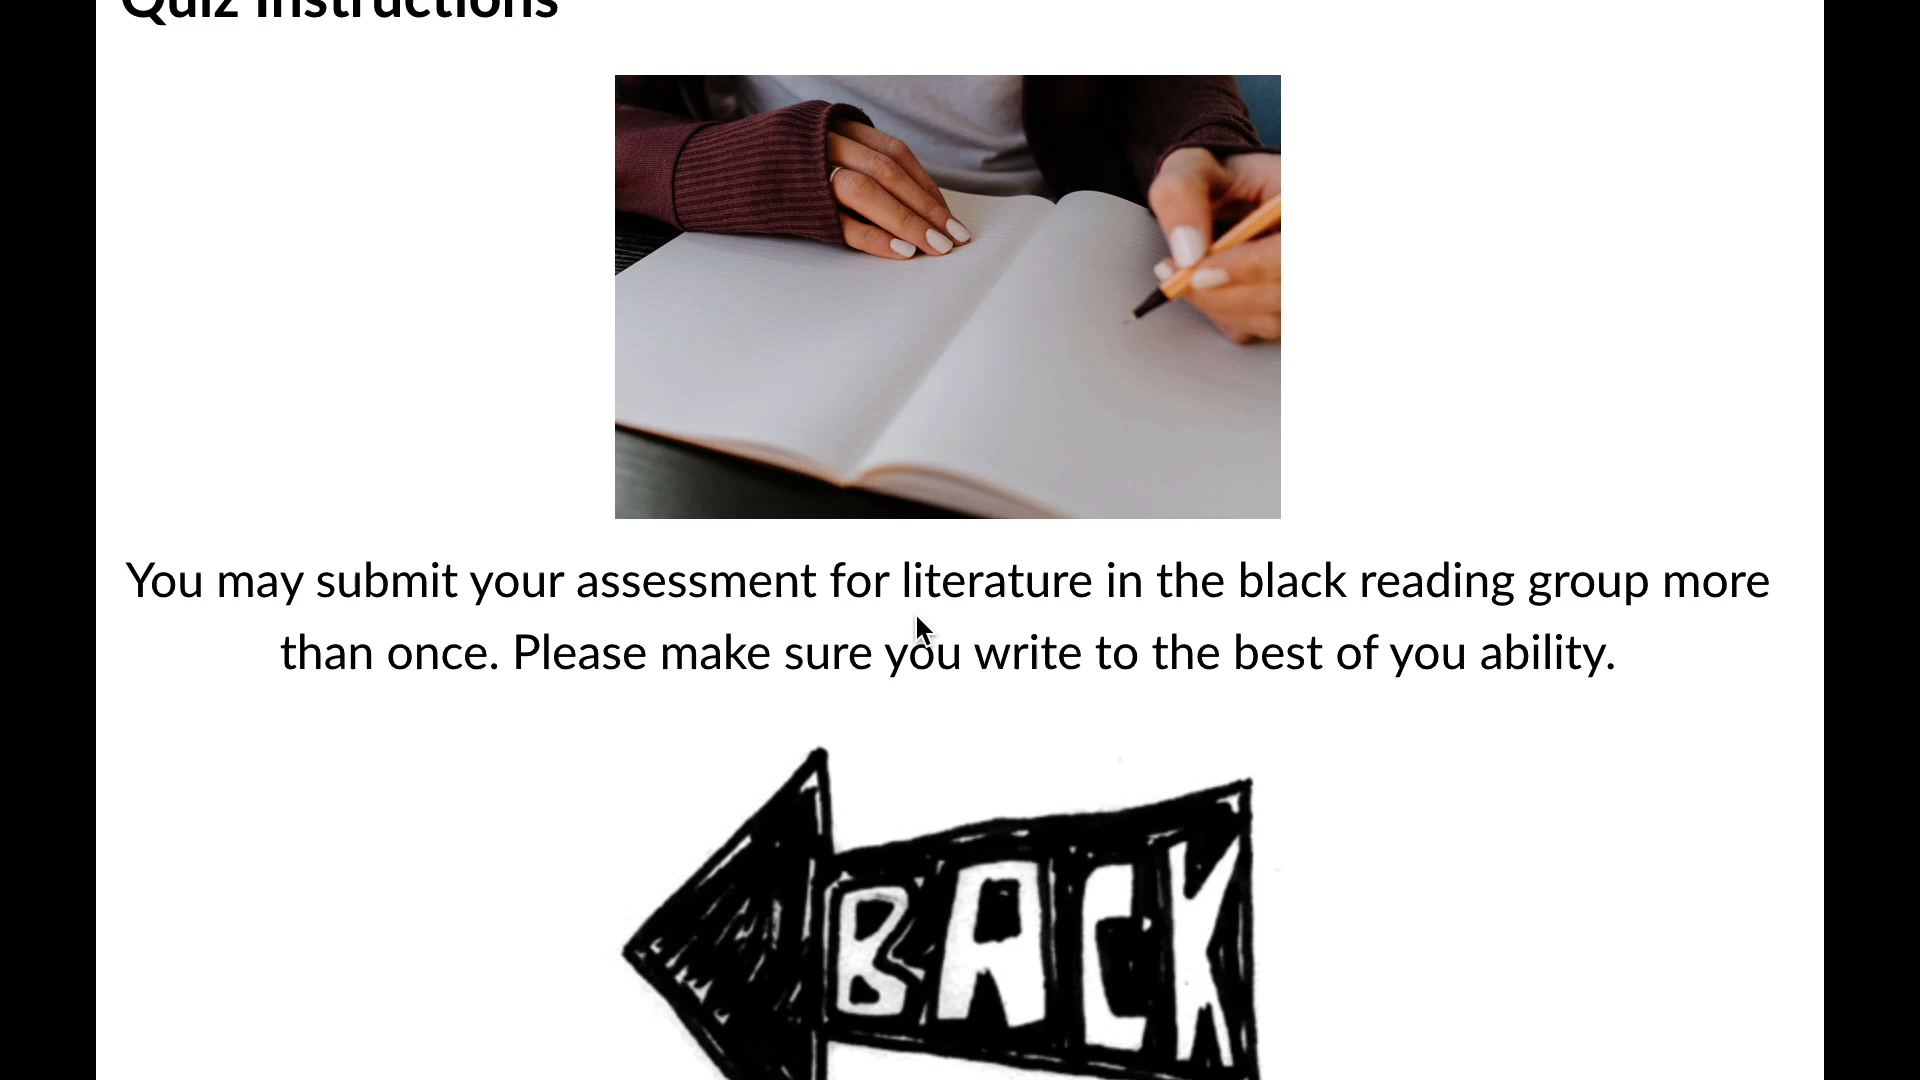 Quiz Instructions
You may submit your assessment for literature in the black reading group more
than once. Please make sure you write to the best of you ability.
BACK